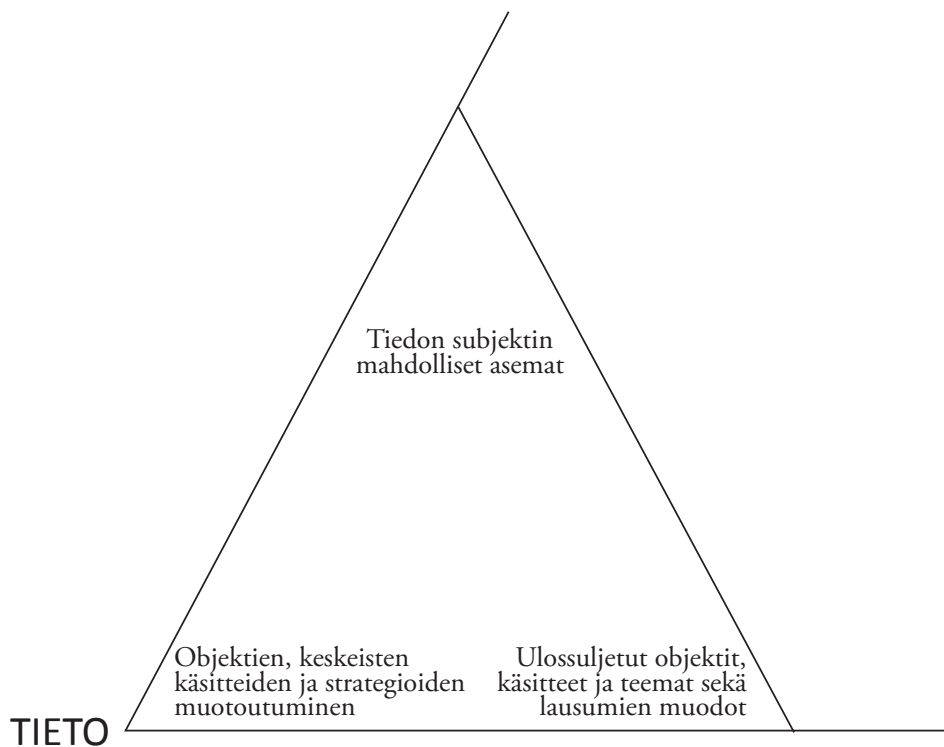 Tiedon subjektin
mahdolliset asemat
Objektien, keskeisten
käsitteiden ja strategioiden
muotoutuminen
Ulossuljetut objektit,
käsitteet ja teemat sekä
lausumien muodot
TIETO